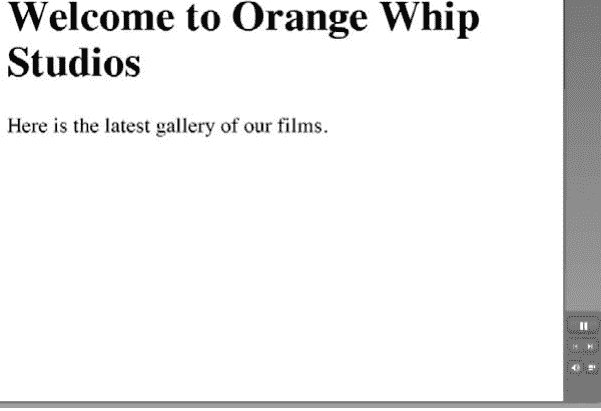 Welcome to Orange Whip
Studios
Here is the latest gallery of our films.